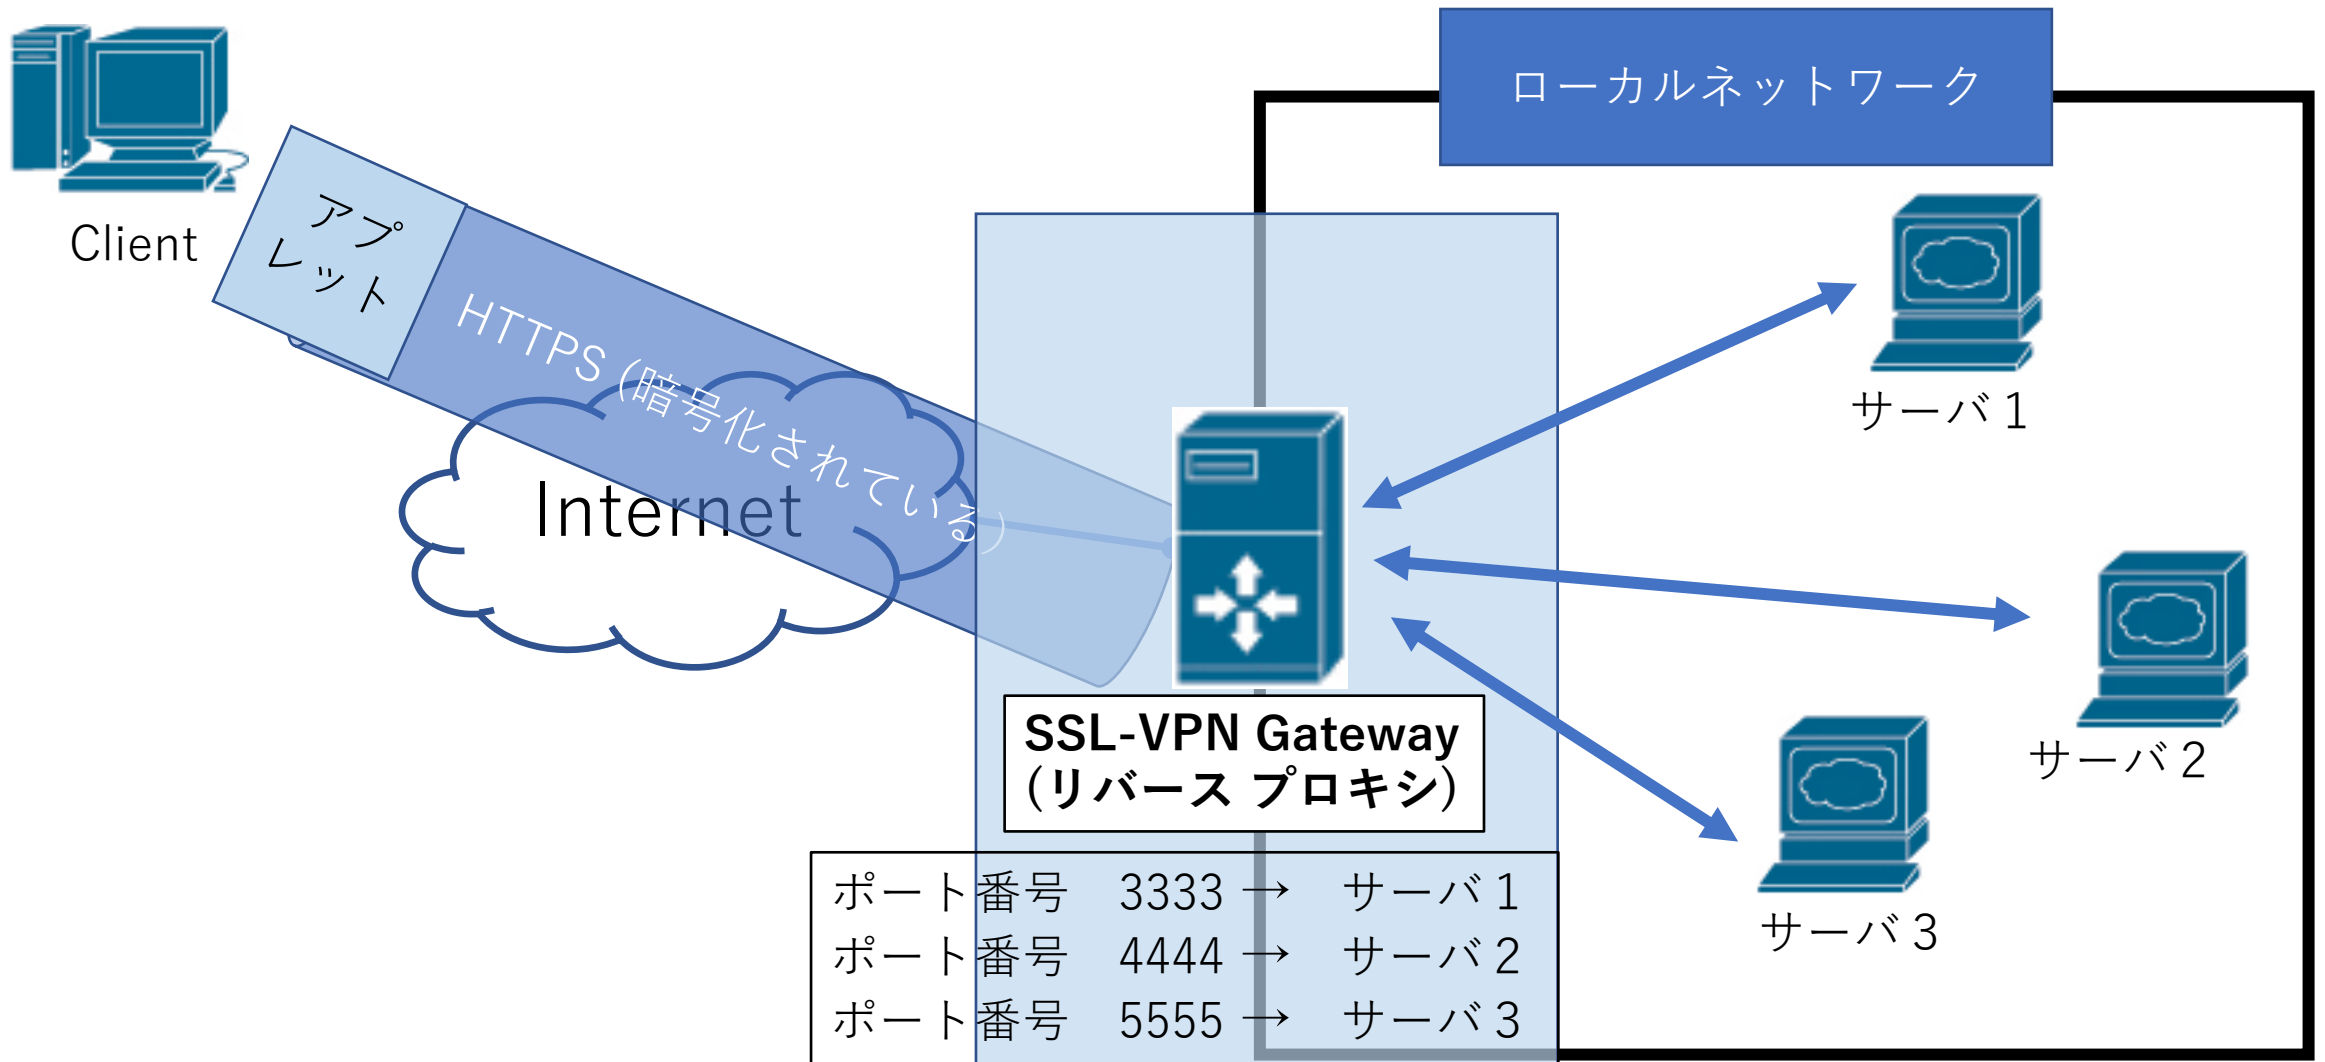 ローカルネットワーク
Client
アプ
レット
HTTPS (暗号化されている)
Internet
サーバ 1
サーバ 2
サーバ 3
SSL-VPN Gateway
(リバース プロキシ)
ポート番号　3333 →　サーバ 1
ポート番号　4444 →　サーバ 2
ポート番号　5555 →　サーバ 3